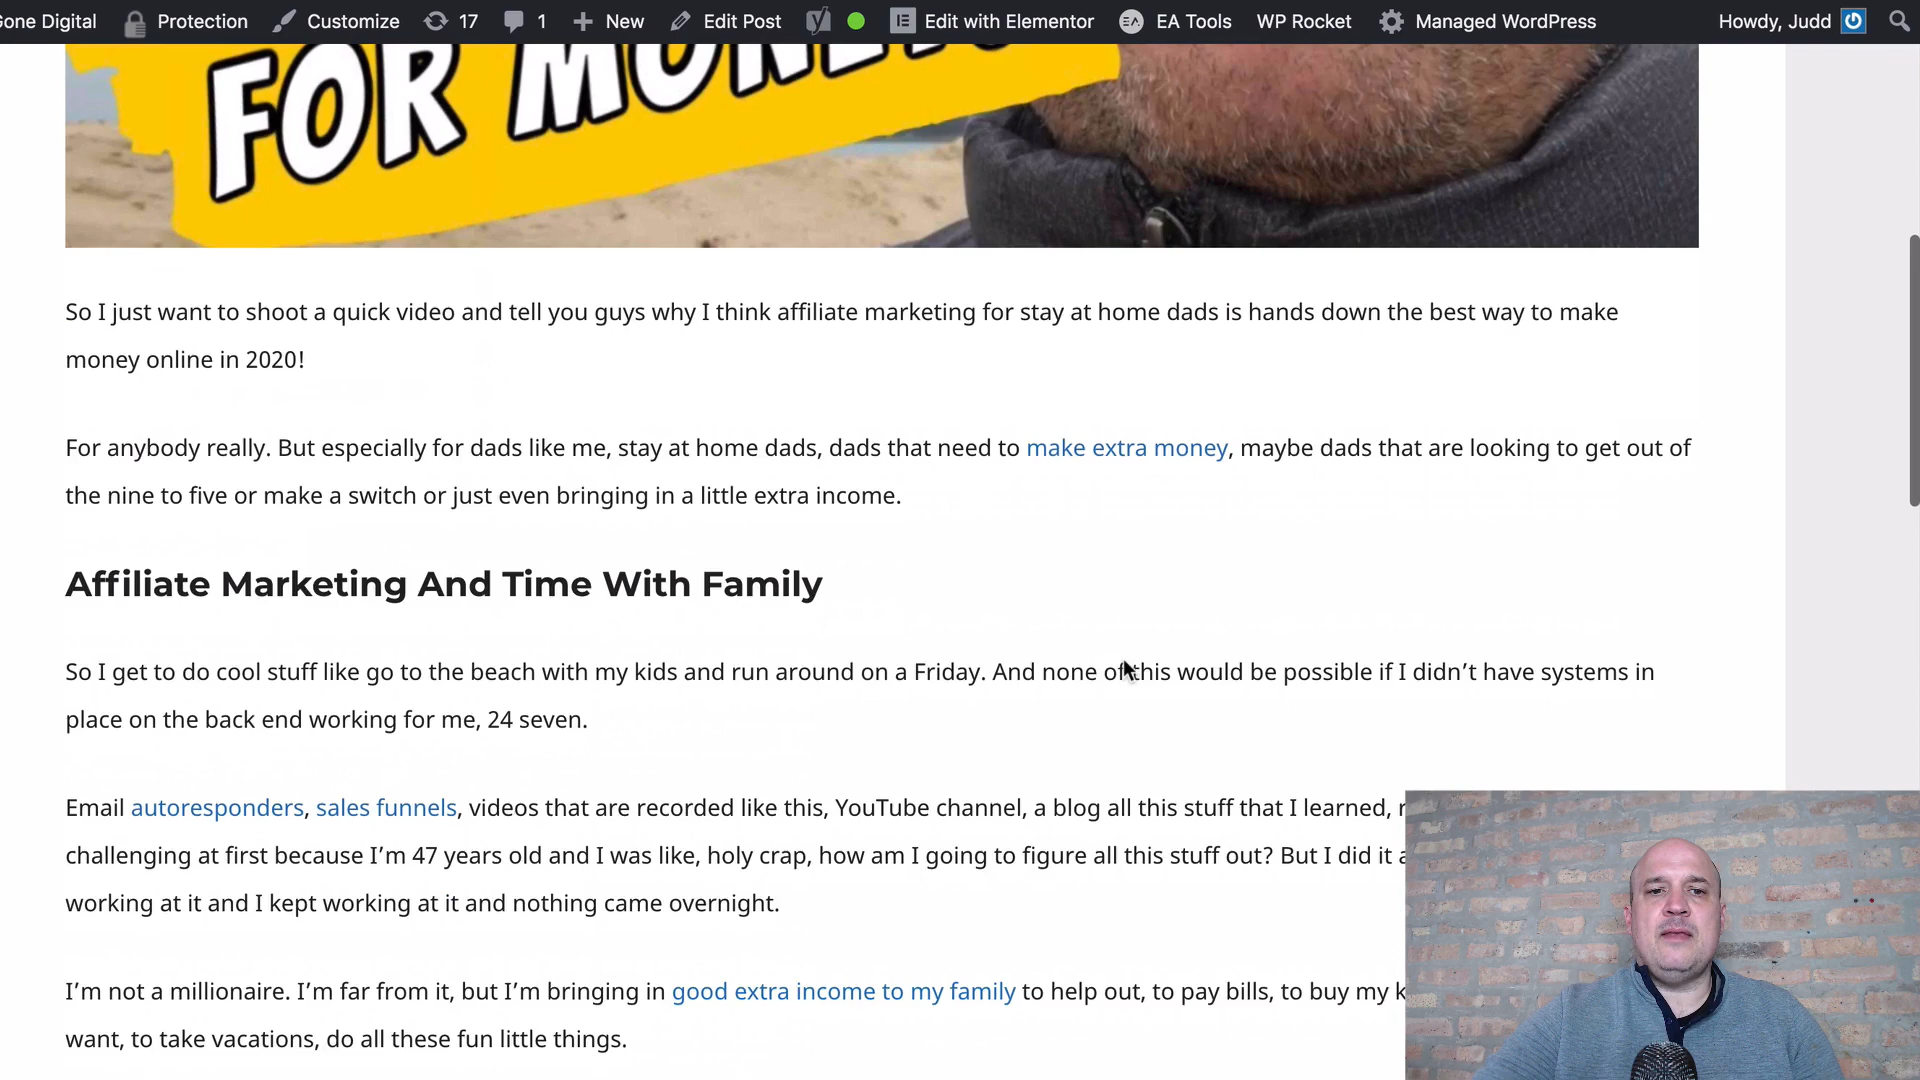 Gone Digital Protection Customize 17 1 New Edit Post Edit with Elementor EA Tools WP Rocket Managed WordPress Howdy, Judd
FOR MONEY
So I just want to shoot a quick video and tell you guys why I think affiliate marketing for stay at home dads is hands down the best way to make
money online in 2020!
For anybody really. But especially for dads like me, stay at home dads, dads that need to make extra money, maybe dads that are looking to get out of
the nine to five or make a switch or just even bringing in a little extra income.
Affiliate Marketing And Time With Family
So I get to do cool stuff like go to the beach with my kids and run around on a Friday. And none of this would be possible if I didn’t have systems in
place on the back end working for me, 24 seven.
Email autoresponders, sales funnels, videos that are recorded like this, YouTube channel, a blog all this stuff that I learned,
challenging at first because I’m 47 years old and I was like, holy crap, how am I going to figure all this stuff out? But I did it
working at it and I kept working at it and nothing came overnight.
I’m not a millionaire. I’m far from it, but I’m bringing in good extra income to my family to help out, to pay bills, to buy my
want, to take vacations, do all these fun little things.